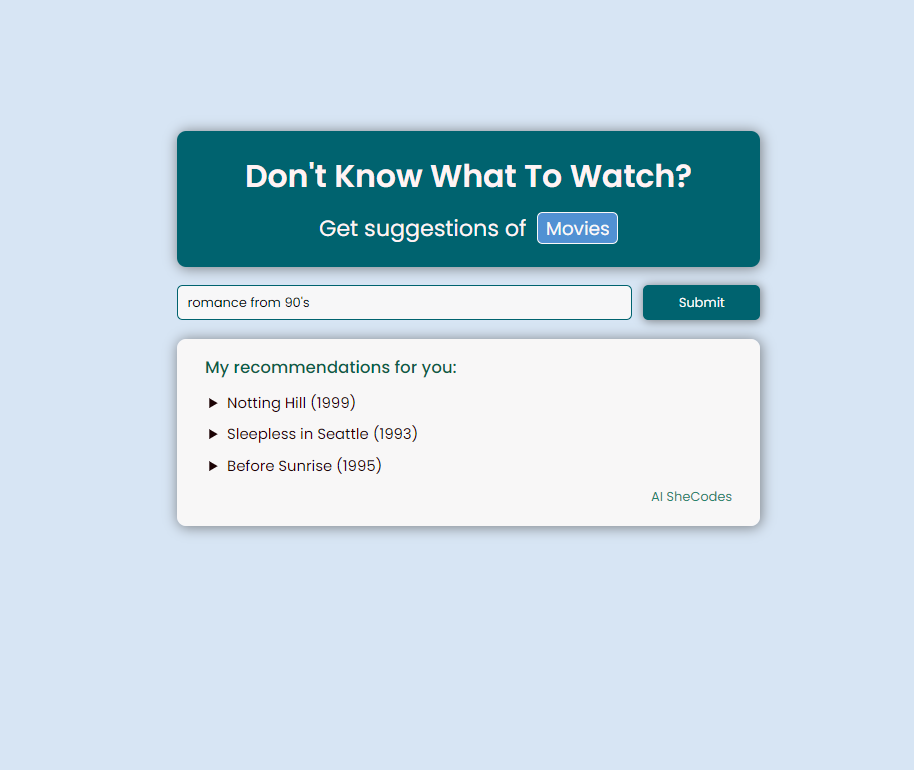 Don't Know What To Watch?
Get suggestions of Movies
romance from 90's
Submit
My recommendations for you:
Notting Hill (1999)
Sleepless in Seattle (1993)
Before Sunrise (1995)
AI SheCodes